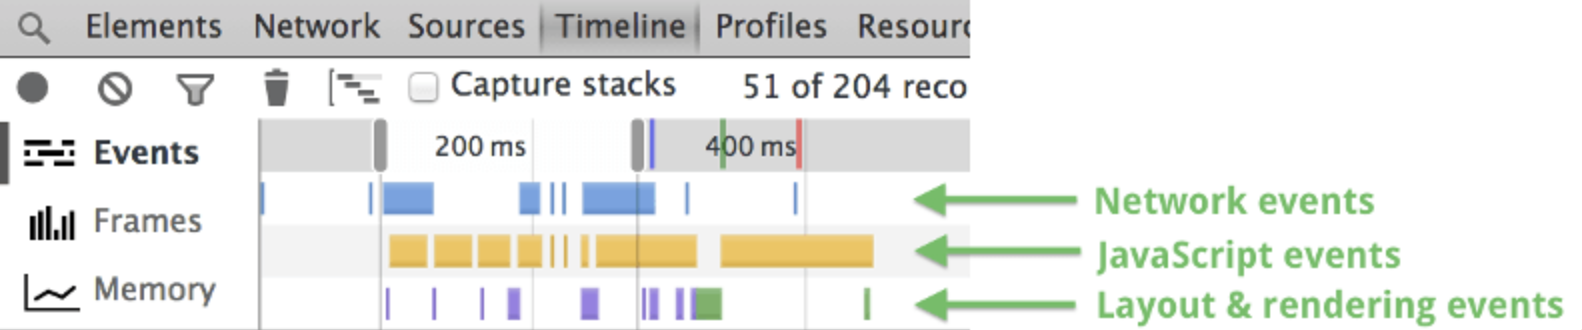 Elements Network Sources Timeline Profiles Resourc
Capture stacks 51 of 204 reco
200 ms 400 ms
Events
Network events
Frames
JavaScript events
Memory
Layout & rendering events